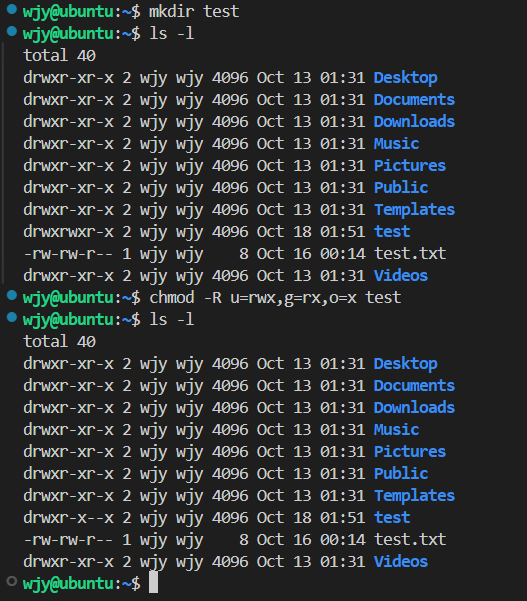 wjy@ubuntu:~$ mkdir test
wjy@ubuntu:~$ ls -l
total 40
drwxr-xr-x 2 wjy wjy 4096 Oct 13 01:31 Desktop
drwxr-xr-x 2 wjy wjy 4096 Oct 13 01:31 Documents
drwxr-xr-x 2 wjy wjy 4096 Oct 13 01:31 Downloads
drwxr-xr-x 2 wjy wjy 4096 Oct 13 01:31 Music
drwxr-xr-x 2 wjy wjy 4096 Oct 13 01:31 Pictures
drwxr-xr-x 2 wjy wjy 4096 Oct 13 01:31 Public
drwxr-xr-x 2 wjy wjy 4096 Oct 13 01:31 Templates
drwxrwxr-x 2 wjy wjy 4096 Oct 18 01:51 test
-rw-rw-r-- 1 wjy wjy    8 Oct 16 00:14 test.txt
drwxr-xr-x 2 wjy wjy 4096 Oct 13 01:31 Videos
wjy@ubuntu:~$ chmod -R u=rwx,g=rx,o=x test
wjy@ubuntu:~$ ls -l
total 40
drwxr-xr-x 2 wjy wjy 4096 Oct 13 01:31 Desktop
drwxr-xr-x 2 wjy wjy 4096 Oct 13 01:31 Documents
drwxr-xr-x 2 wjy wjy 4096 Oct 13 01:31 Downloads
drwxr-xr-x 2 wjy wjy 4096 Oct 13 01:31 Music
drwxr-xr-x 2 wjy wjy 4096 Oct 13 01:31 Pictures
drwxr-xr-x 2 wjy wjy 4096 Oct 13 01:31 Public
drwxr-xr-x 2 wjy wjy 4096 Oct 13 01:31 Templates
drwxr-x--x 2 wjy wjy 4096 Oct 18 01:51 test
-rw-rw-r-- 1 wjy wjy    8 Oct 16 00:14 test.txt
drwxr-xr-x 2 wjy wjy 4096 Oct 13 01:31 Videos
wjy@ubuntu:~$